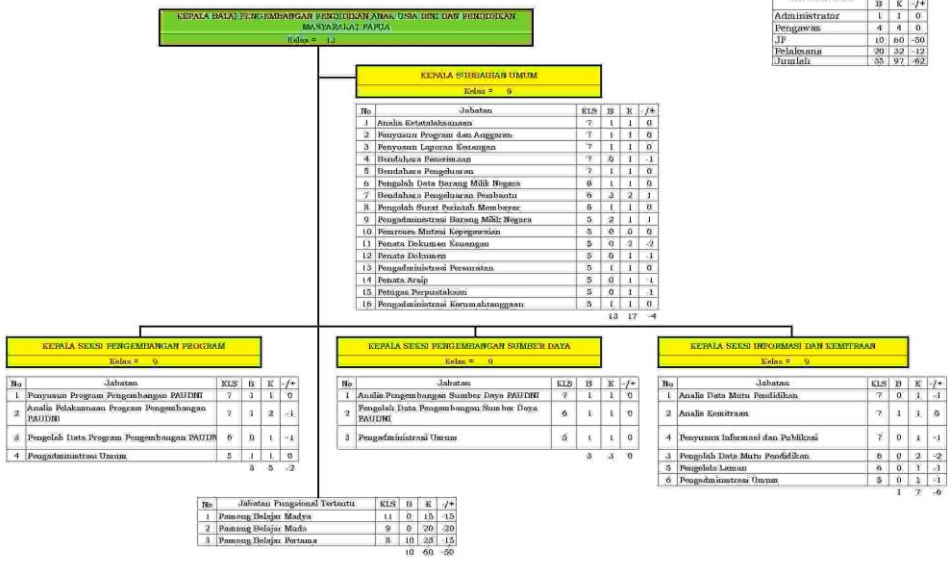 KEPALA BALAI PENGEMBANGAN PENDIDIKAN ANAK USIA DINI DAN PENDIDIKAN
MASYARAKAT PAPUA
Kelas = 13
B K -/+
Administrator 1 1 0
Pengawas 4 4 0
JF 10 60 -50
Pelaksana 20 32 -12
Jumlah 35 97 -62
KEPALA SUBBAGIAN UMUM
Kelas = 9
No Jabatan KLS B K -/+
1 Analis Ketatalaksanaan 7 1 1 0
2 Penyusun Program dan Anggaran 7 1 1 0
3 Penyusun Laporan Keuangan 7 1 1 0
4 Bendahara Penerimaan 7 0 1 -1
5 Bendahara Pengeluaran 7 1 1 0
6 Pengolah Data Barang Milik Negara 6 1 1 0
7 Bendahara Pengeluaran Pembantu 6 3 2 1
8 Pengolah Surat Perintah Membayar 6 1 1 0
9 Pengadministrasi Barang Milik Negara 5 2 1 1
10 Pemroses Mutasi Kepegawaian 5 0 0 0
11 Penata Dokumen Keuangan 5 0 2 -2
12 Penata Dokumen 5 0 1 -1
13 Pengadministrasi Persuratan 5 1 1 0
14 Penata Arsip 5 0 1 -1
15 Petugas Perpustakaan 5 0 1 -1
16 Pengadministrasi Kerumahtanggaan 5 1 1 0
13 17 -4
KEPALA SEKSI PENGEMBANGAN PROGRAM
Kelas = 9
No Jabatan KLS B K -/+
1 Penyusun Program Pengembangan PAUDNI 7 1 1 0
2 Analis Pelaksanaan Program Pengembangan PAUDNI 7 1 2 -1
3 Pengolah Data Program Pengembangan PAUDN 6 0 1 -1
4 Pengadministrasi Umum 5 1 1 0
3 5 -2
KEPALA SEKSI PENGEMBANGAN SUMBER DAYA
Kelas = 9
No Jabatan KLS B K -/+
1 Analis Pengembangan Sumber Daya PAUDNI 7 1 1 0
2 Pengolah Data Pengembangan Sumber Daya PAUDNI 6 1 1 0
3 Pengadministrasi Umum 5 1 1 0
3 3 0
KEPALA SEKSI INFORMASI DAN KEMITRAAN
Kelas = 9
No Jabatan KLS B K -/+
1 Analis Data Mutu Pendidikan 7 0 1 -1
2 Analis Kemitraan 7 1 1 0
4 Penyusun Informasi dan Publikasi 7 0 1 -1
3 Pengolah Data Mutu Pendidikan 6 0 2 -2
5 Pengelola Laman 6 0 1 -1
6 Pengadministrasi Umum 5 0 1 -1
1 7 -6
No Jabatan Fungsional Tertentu KLS B K -/+
1 Pamong Belajar Madya 11 0 15 -15
2 Pamong Belajar Muda 9 0 20 -20
3 Pamong Belajar Pertama 8 10 25 -15
10 60 -50